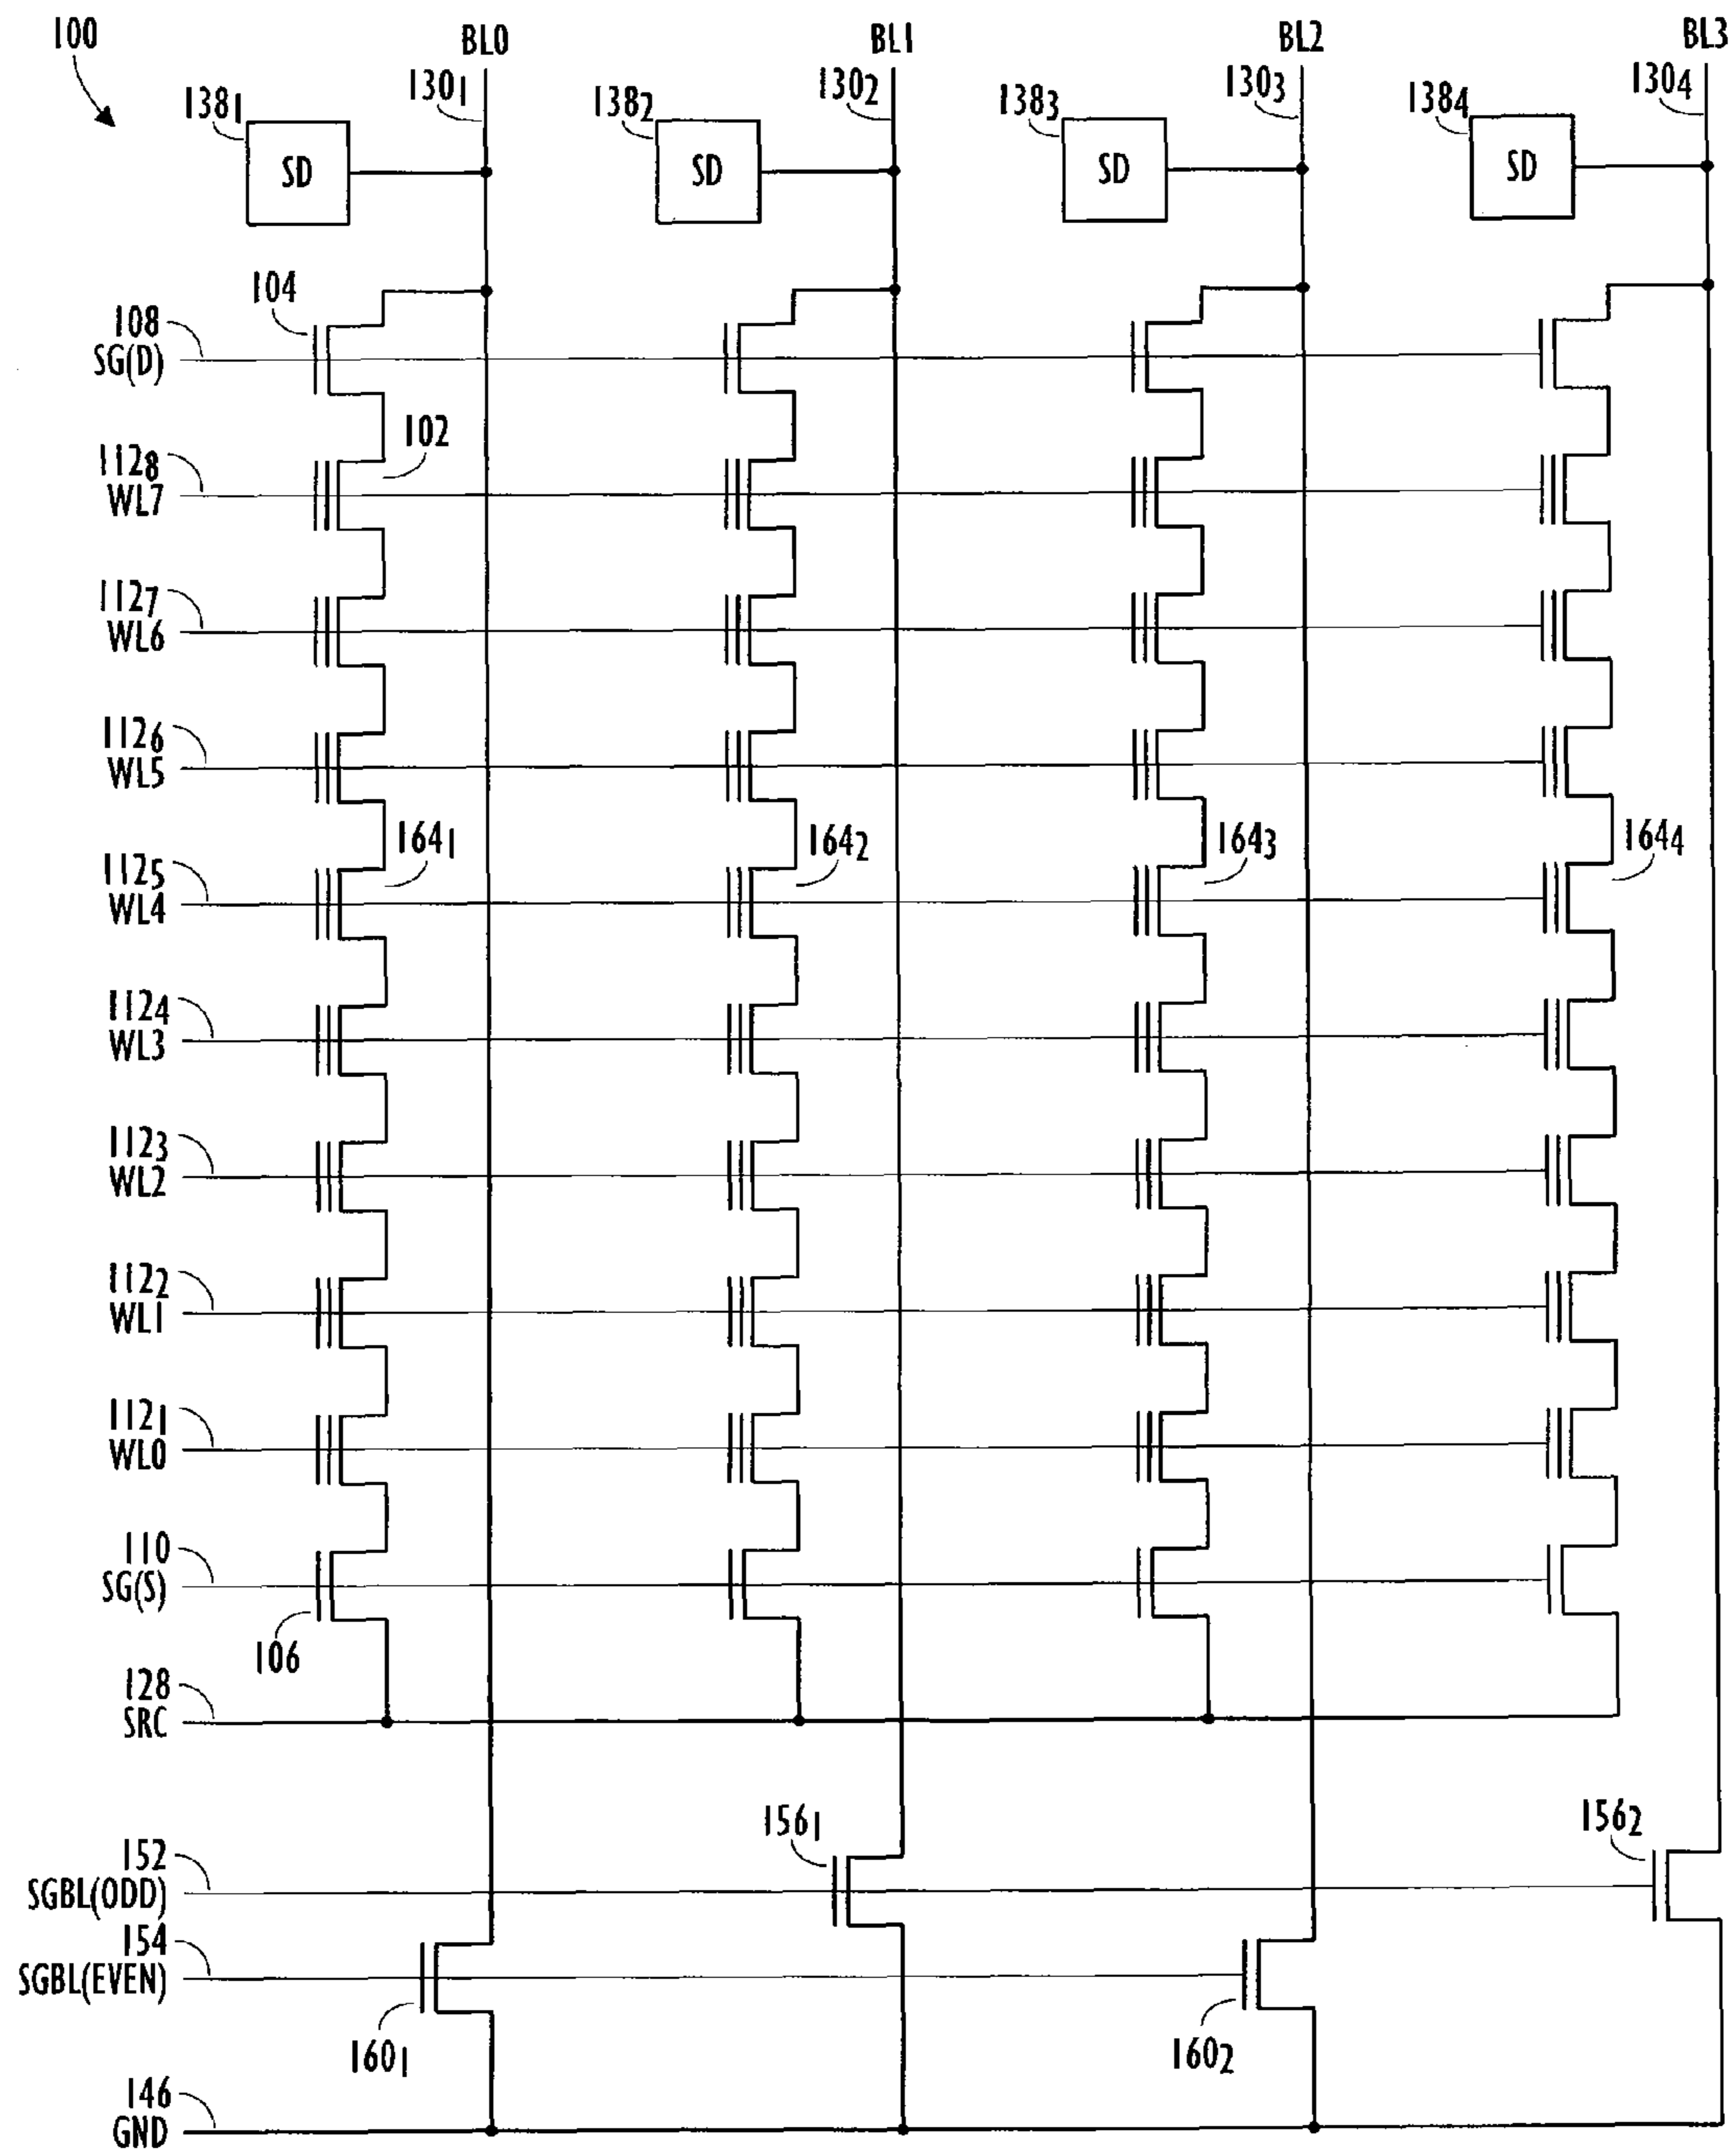 100
BL0 BL1 BL2 BL3
138₁ 130₁ 138₂ 130₂ 138₃ 130₃ 138₄ 130₄
SD SD SD SD
104
108
SG(D)
102
112₈
WL7
112₇
WL6
112₆
WL5
164₁ 164₂ 164₃ 164₄
112₅
WL4
112₄
WL3
112₃
WL2
112₂
WL1
112₁
WL0
110
SG(S)
106
128
SRC
156₁ 156₂
152
SGBL(ODD)
154
SGBL(EVEN)
160₁ 160₂
146
GND